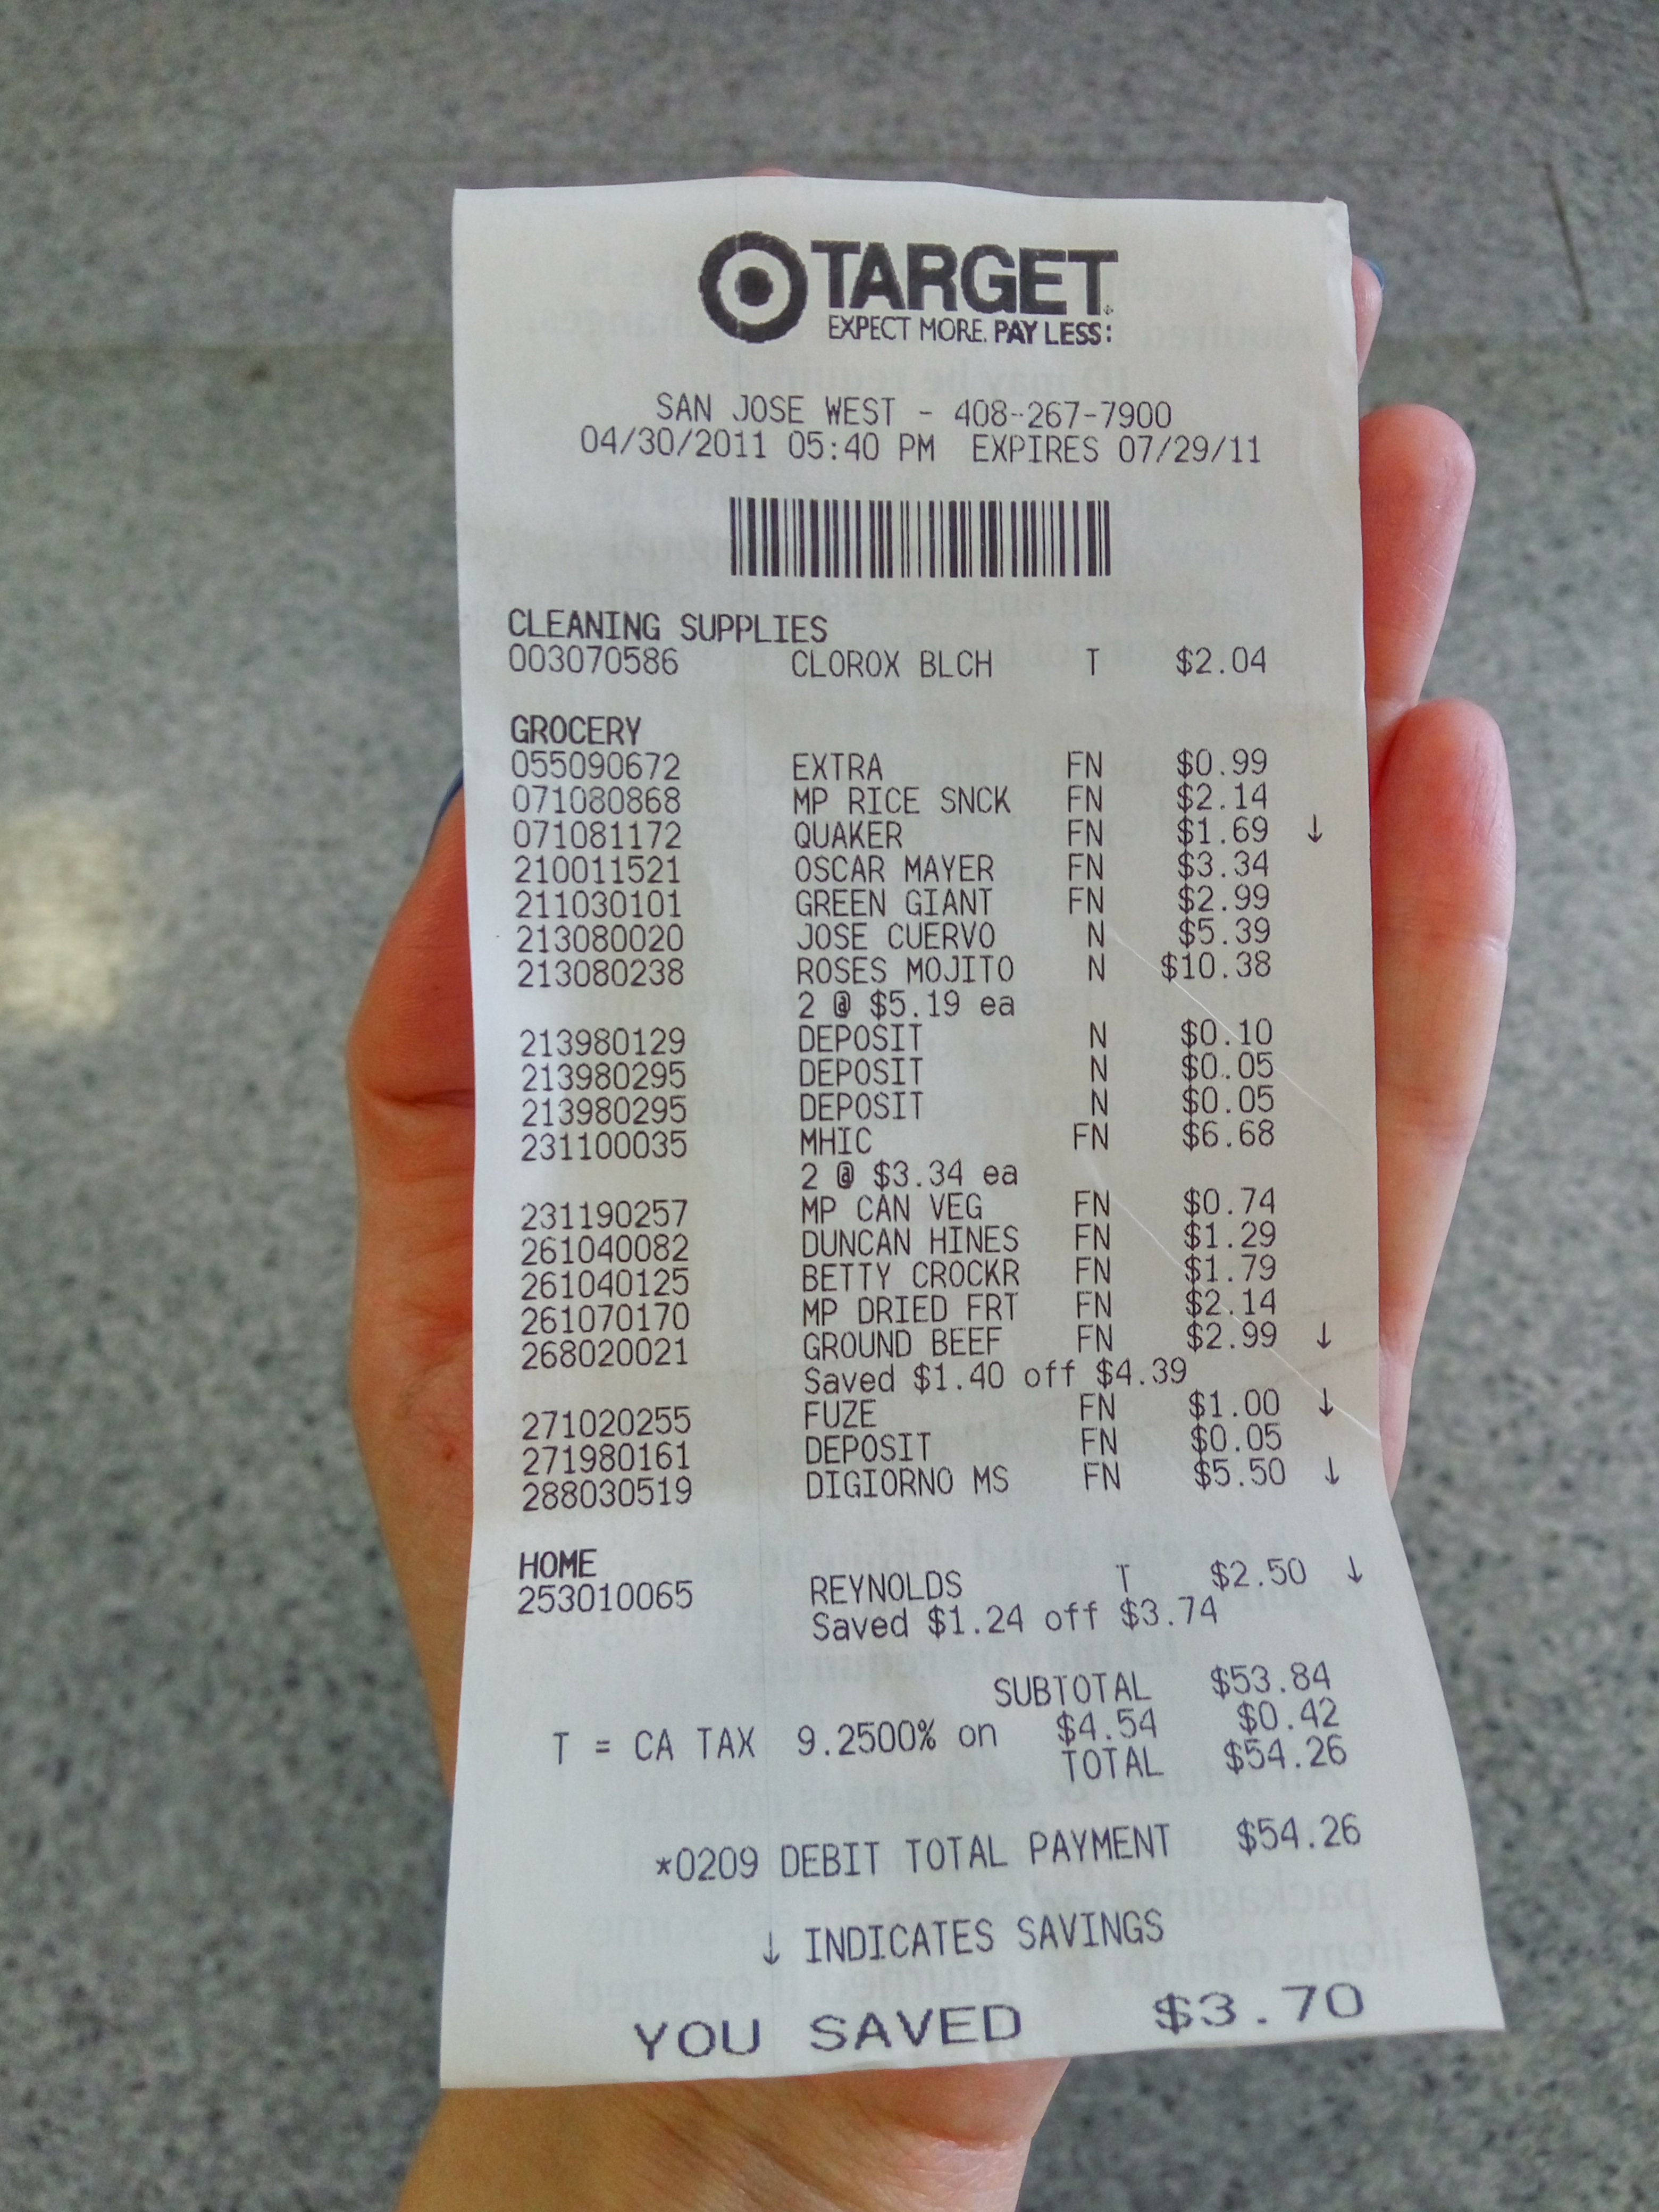 TARGET
EXPECT MORE. PAY LESS:
SAN JOSE WEST - 408-267-7900
04/30/2011 05:40 PM EXPIRES 07/29/11
CLEANING SUPPLIES
003070586 CLOROX BLCH T $2.04
GROCERY
055090672 EXTRA FN $0.99
071080868 MP RICE SNCK FN $2.14
071081172 QUAKER FN $1.69 ↓
210011521 OSCAR MAYER FN $3.34
211030101 GREEN GIANT FN $2.99
213080020 JOSE CUERVO N $5.39
213080238 ROSES MOJITO N $10.38
2 @ $5.19 ea
213980129 DEPOSIT N $0.10
213980295 DEPOSIT N $0.05
213980295 DEPOSIT N $0.05
231100035 MHIC FN $6.68
2 @ $3.34 ea
231190257 MP CAN VEG FN $0.74
261040082 DUNCAN HINES FN $1.29
261040125 BETTY CROCKR FN $1.79
261070170 MP DRIED FRT FN $2.14
268020021 GROUND BEEF FN $2.99 ↓
Saved $1.40 off $4.39
271020255 FUZE FN $1.00 ↓
271980161 DEPOSIT FN $0.05
288030519 DIGIORNO MS FN $5.50 ↓
HOME
253010065 REYNOLDS T $2.50 ↓
Saved $1.24 off $3.74
SUBTOTAL $53.84
T = CA TAX 9.2500% on $4.54 $0.42
TOTAL $54.26
*0209 DEBIT TOTAL PAYMENT $54.26
↓ INDICATES SAVINGS
YOU SAVED $3.70